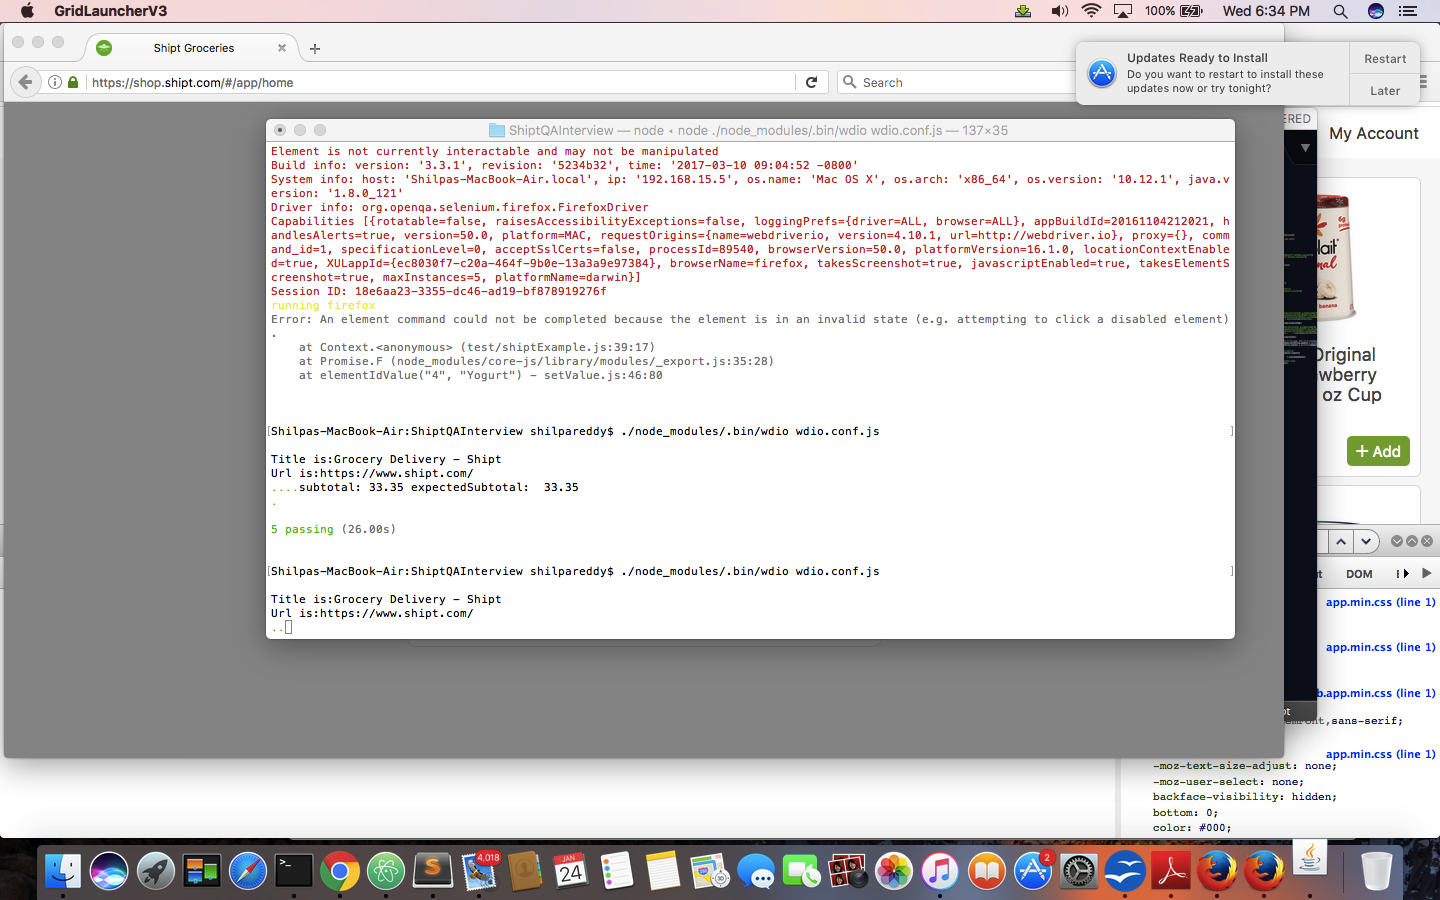 GridLauncherV3
100%
Wed 6:34 PM
Shipt Groceries
https://shop.shipt.com/#/app/home
Search
Updates Ready to Install
Do you want to restart to install these
updates now or try tonight?
Restart
Later
ERED
My Account
ShiptQAInterview — node ◂ node ./node_modules/.bin/wdio wdio.conf.js — 137×35
Element is not currently interactable and may not be manipulated
Build info: version: '3.3.1', revision: '5234b32', time: '2017-03-10 09:04:52 -0800'
System info: host: 'Shilpas-MacBook-Air.local', ip: '192.168.15.5', os.name: 'Mac OS X', os.arch: 'x86_64', os.version: '10.12.1', java.v
ersion: '1.8.0_121'
Driver info: org.openqa.selenium.firefox.FirefoxDriver
Capabilities [{rotatable=false, raisesAccessibilityExceptions=false, loggingPrefs={driver=ALL, browser=ALL}, appBuildId=20161104212021, h
andlesAlerts=true, version=50.0, platform=MAC, requestOrigins={name=webdriverio, version=4.10.1, url=http://webdriver.io}, proxy={}, comm
and_id=1, specificationLevel=0, acceptSslCerts=false, processId=89540, browserVersion=50.0, platformVersion=16.1.0, locationContextEnable
d=true, XULappId={ec8030f7-c20a-464f-9b0e-13a3a9e97384}, browserName=firefox, takesScreenshot=true, javascriptEnabled=true, takesElementS
creenshot=true, maxInstances=5, platformName=darwin}]
Session ID: 18e6aa23-3355-dc46-ad19-bf878919276f
running firefox
Error: An element command could not be completed because the element is in an invalid state (e.g. attempting to click a disabled element)
.
at Context.<anonymous> (test/shiptExample.js:39:17)
at Promise.F (node_modules/core-js/library/modules/_export.js:35:28)
at elementIdValue("4", "Yogurt") - setValue.js:46:80
[Shilpas-MacBook-Air:ShiptQAInterview shilpareddy$ ./node_modules/.bin/wdio wdio.conf.js ]
Title is:Grocery Delivery - Shipt
Url is:https://www.shipt.com/
....subtotal: 33.35 expectedSubtotal:  33.35
.
5 passing (26.00s)
[Shilpas-MacBook-Air:ShiptQAInterview shilpareddy$ ./node_modules/.bin/wdio wdio.conf.js ]
Title is:Grocery Delivery - Shipt
Url is:https://www.shipt.com/
..
lait
nal
banana
Original
wberry
oz Cup
+ Add
ut
DOM
app.min.css (line 1)
app.min.css (line 1)
b.app.min.css (line 1)
pt
,sans-serif;
app.min.css (line 1)
-moz-text-size-adjust: none;
-moz-user-select: none;
backface-visibility: hidden;
bottom: 0;
color: #000;
4,018
JAN
24
2